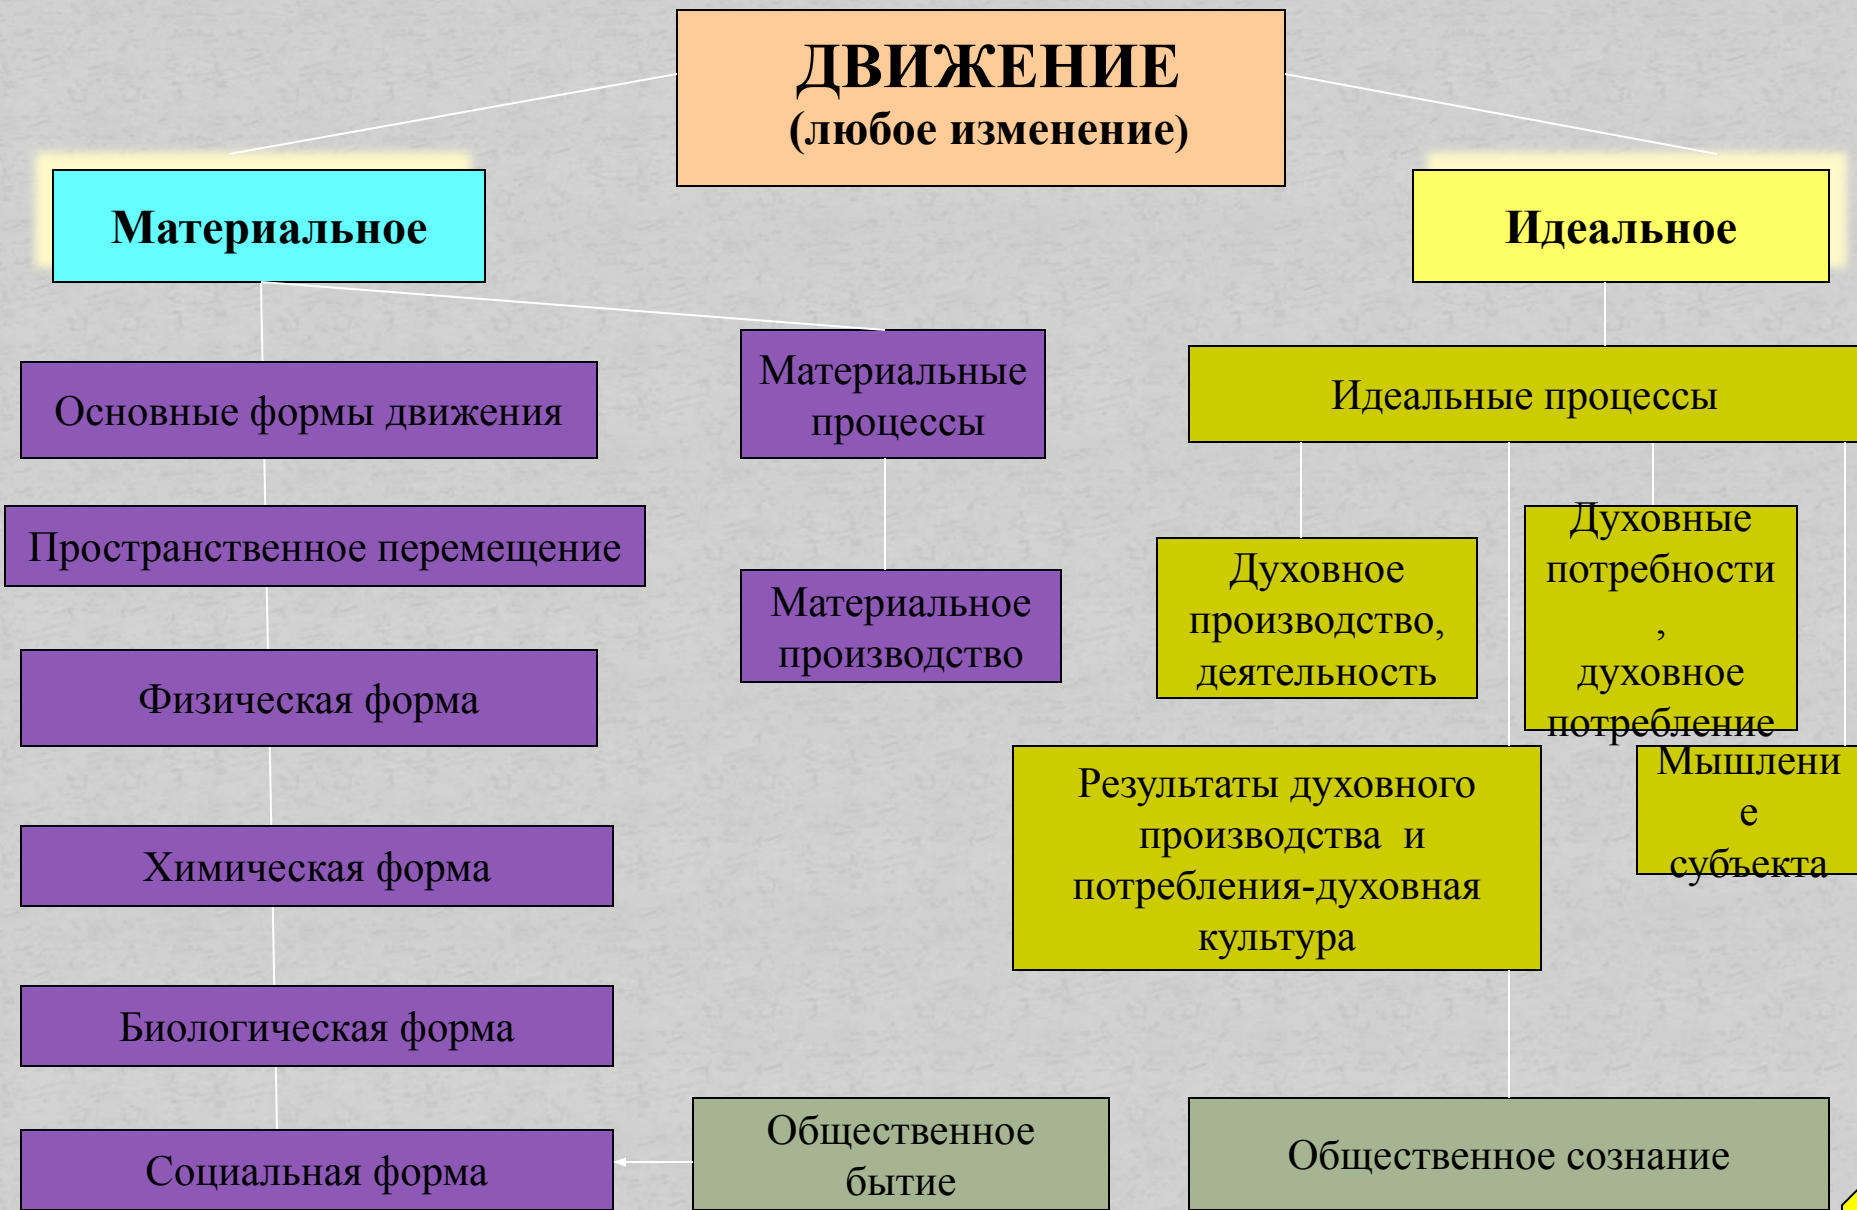 ДВИЖЕНИЕ
(любое изменение)
Материальное
Идеальное
Основные формы движения
Материальные
процессы
Идеальные процессы
Пространственное перемещение
Материальное
производство
Духовное
производство,
деятельность
Духовные
потребности
,
духовное
потребление
Физическая форма
Результаты духовного
производства и
потребления-духовная
культура
Мышлени
е
субъекта
Химическая форма
Биологическая форма
Социальная форма
Общественное
бытие
Общественное сознание